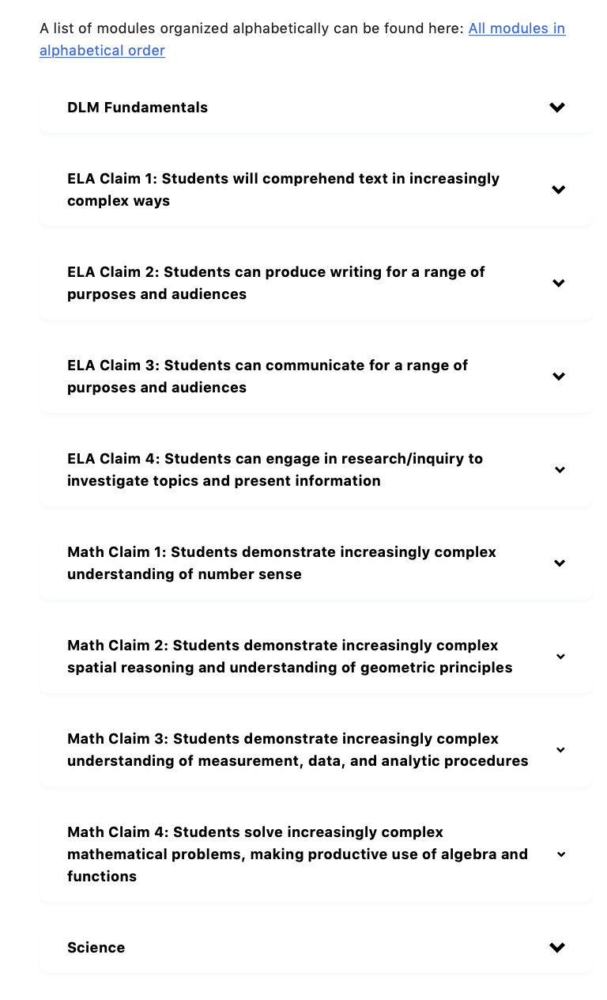 A list of modules organized alphabetically can be found here: All modules in
alphabetical order
DLM Fundamentals
ELA Claim 1: Students will comprehend text in increasingly
complex ways
ELA Claim 2: Students can produce writing for a range of
purposes and audiences
ELA Claim 3: Students can communicate for a range of
purposes and audiences
ELA Claim 4: Students can engage in research/inquiry to
investigate topics and present information
Math Claim 1: Students demonstrate increasingly complex
understanding of number sense
Math Claim 2: Students demonstrate increasingly complex
spatial reasoning and understanding of geometric principles
Math Claim 3: Students demonstrate increasingly complex
understanding of measurement, data, and analytic procedures
Math Claim 4: Students solve increasingly complex
mathematical problems, making productive use of algebra and
functions
Science